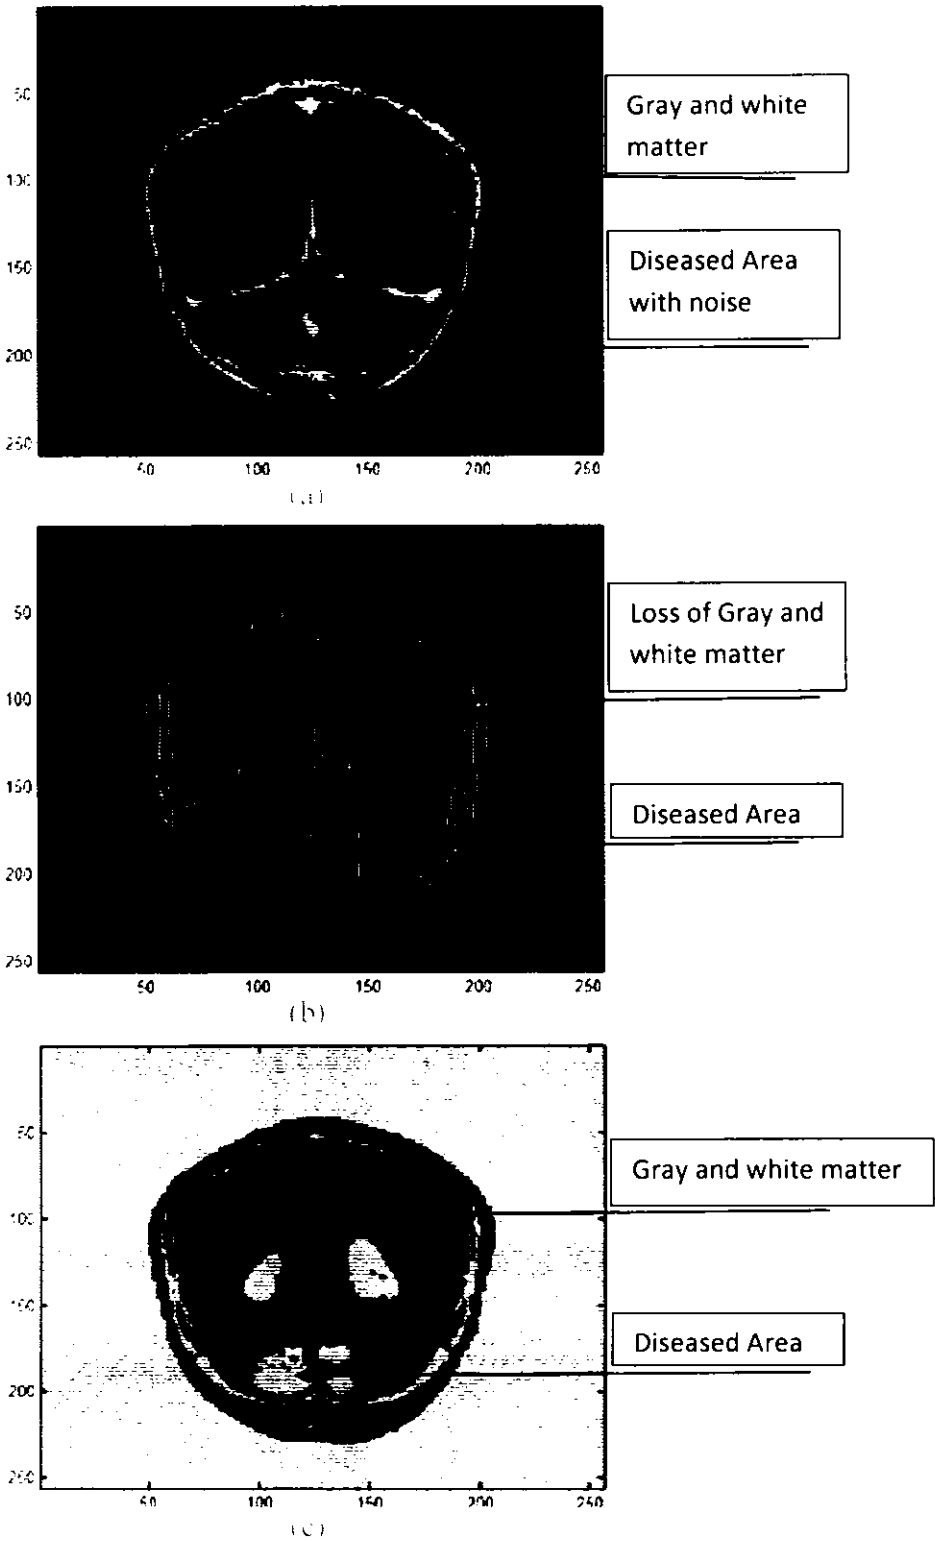 50
Gray and white
matter
100
Diseased Area
with noise
150
200
250
50 100 150 200 250
(a)
50
Loss of Gray and
white matter
100
150
Diseased Area
200
250
50 100 150 200 250
(b)
50
Gray and white matter
100
150
Diseased Area
200
250
50 100 150 200 250
(c)